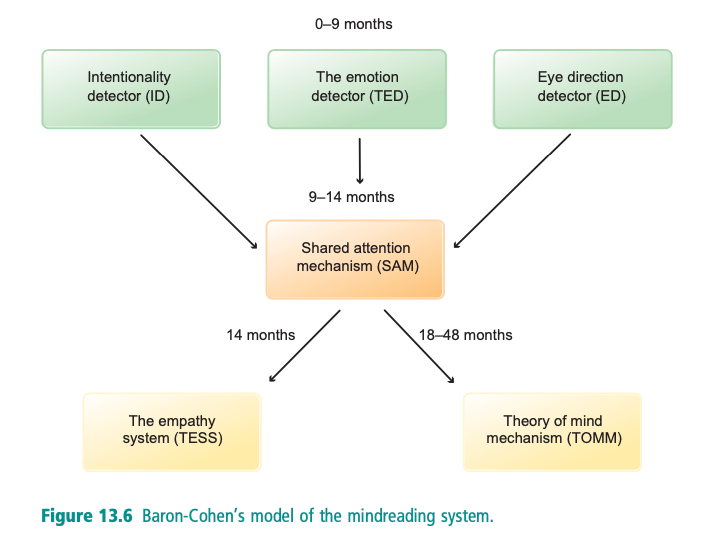 0–9 months
Intentionality
detector (ID)
The emotion
detector (TED)
Eye direction
detector (ED)
9–14 months
Shared attention
mechanism (SAM)
14 months
18–48 months
The empathy
system (TESS)
Theory of mind
mechanism (TOMM)
Figure 13.6 Baron-Cohen’s model of the mindreading system.